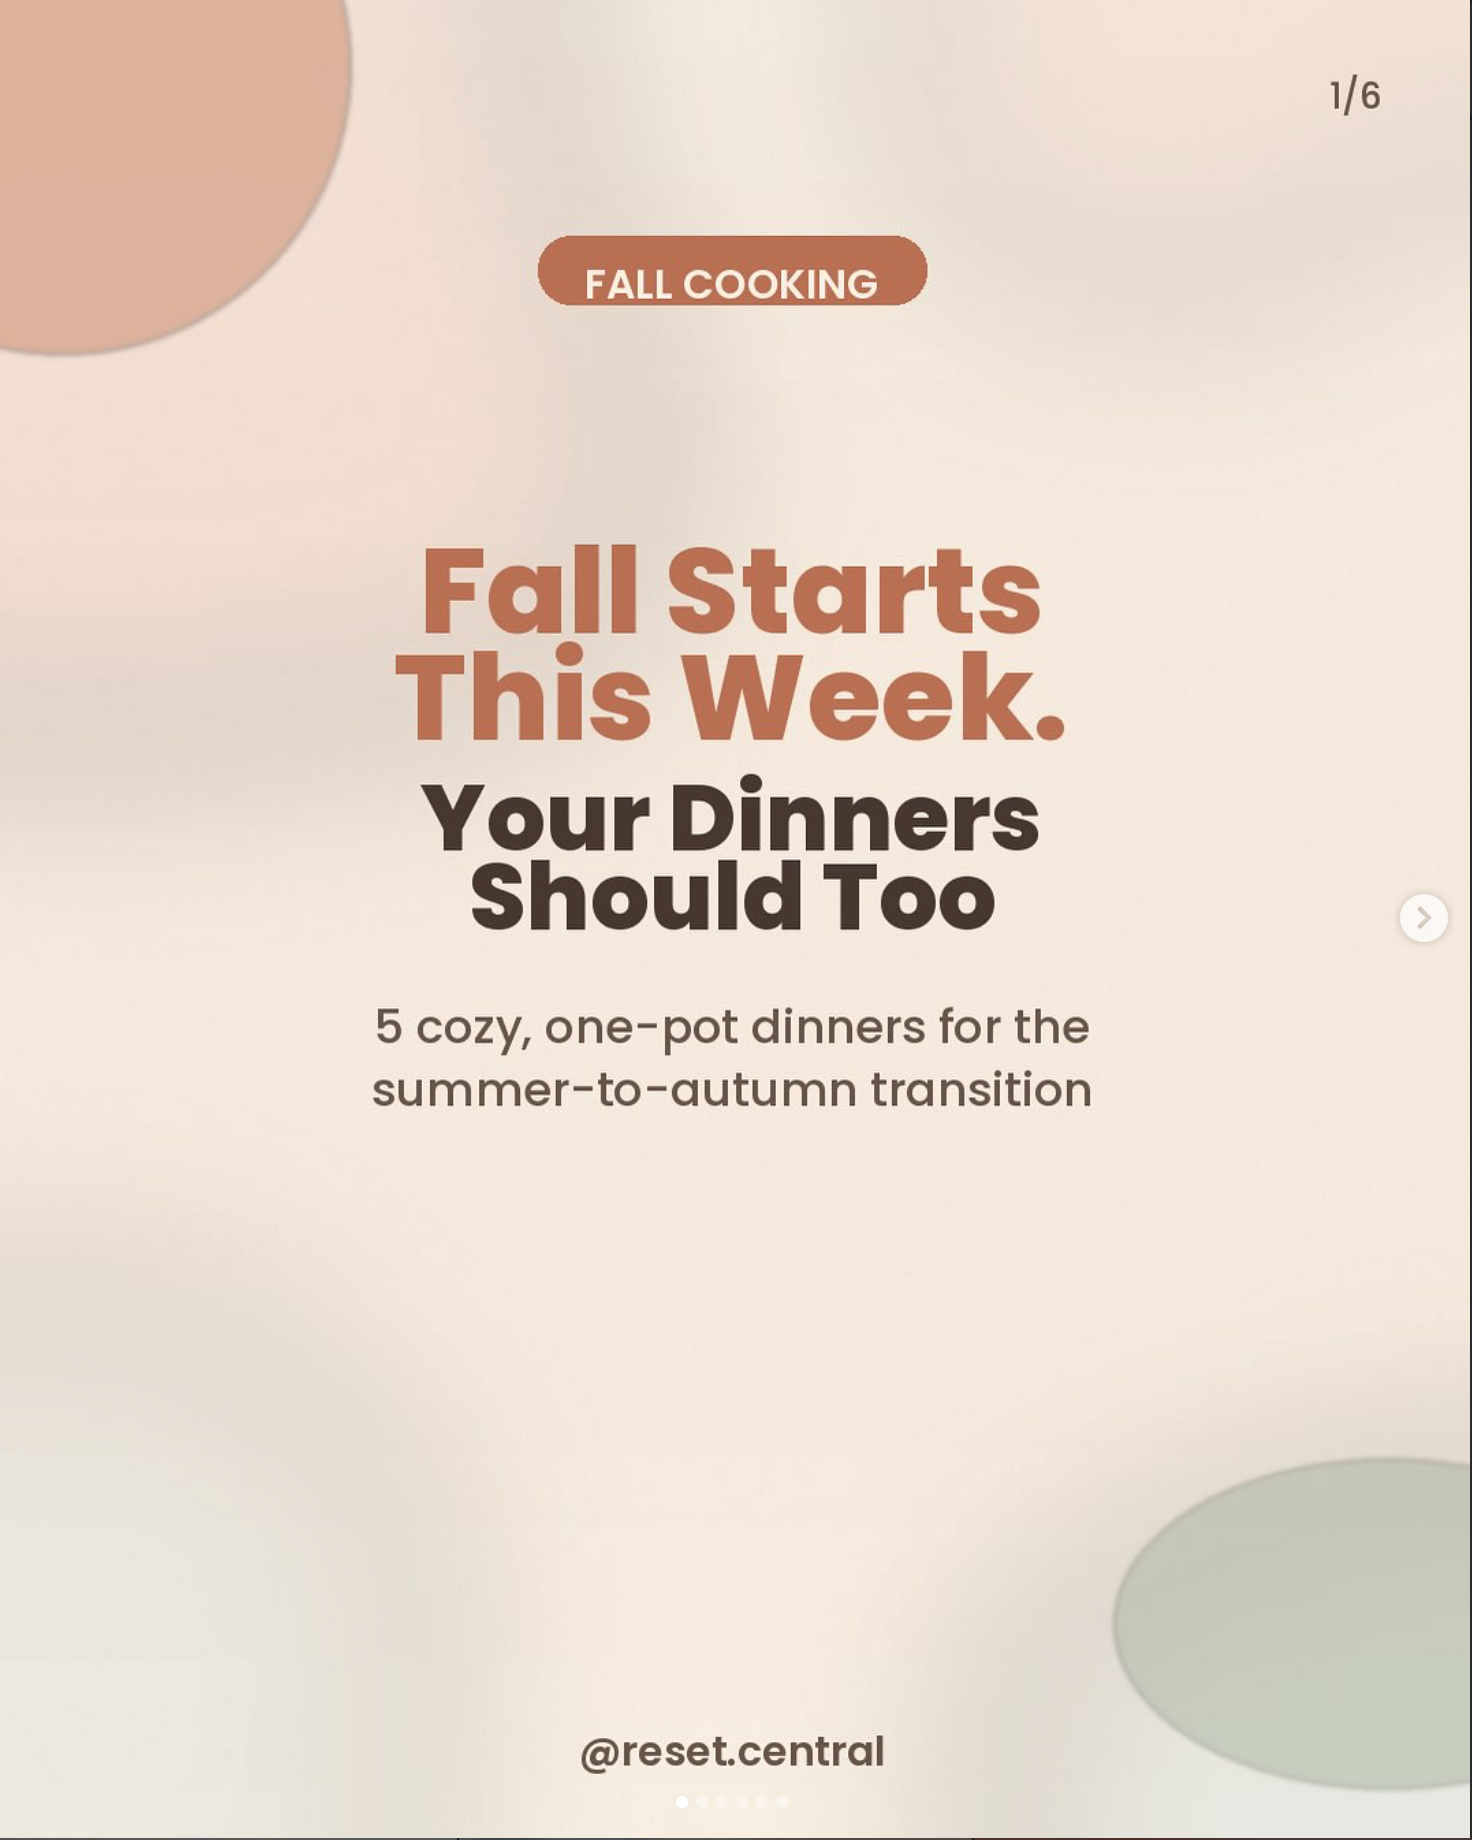 1/6
FALL COOKING
Fall Starts
This Week.
Your Dinners
Should Too
5 cozy, one-pot dinners for the
summer-to-autumn transition
@reset.central